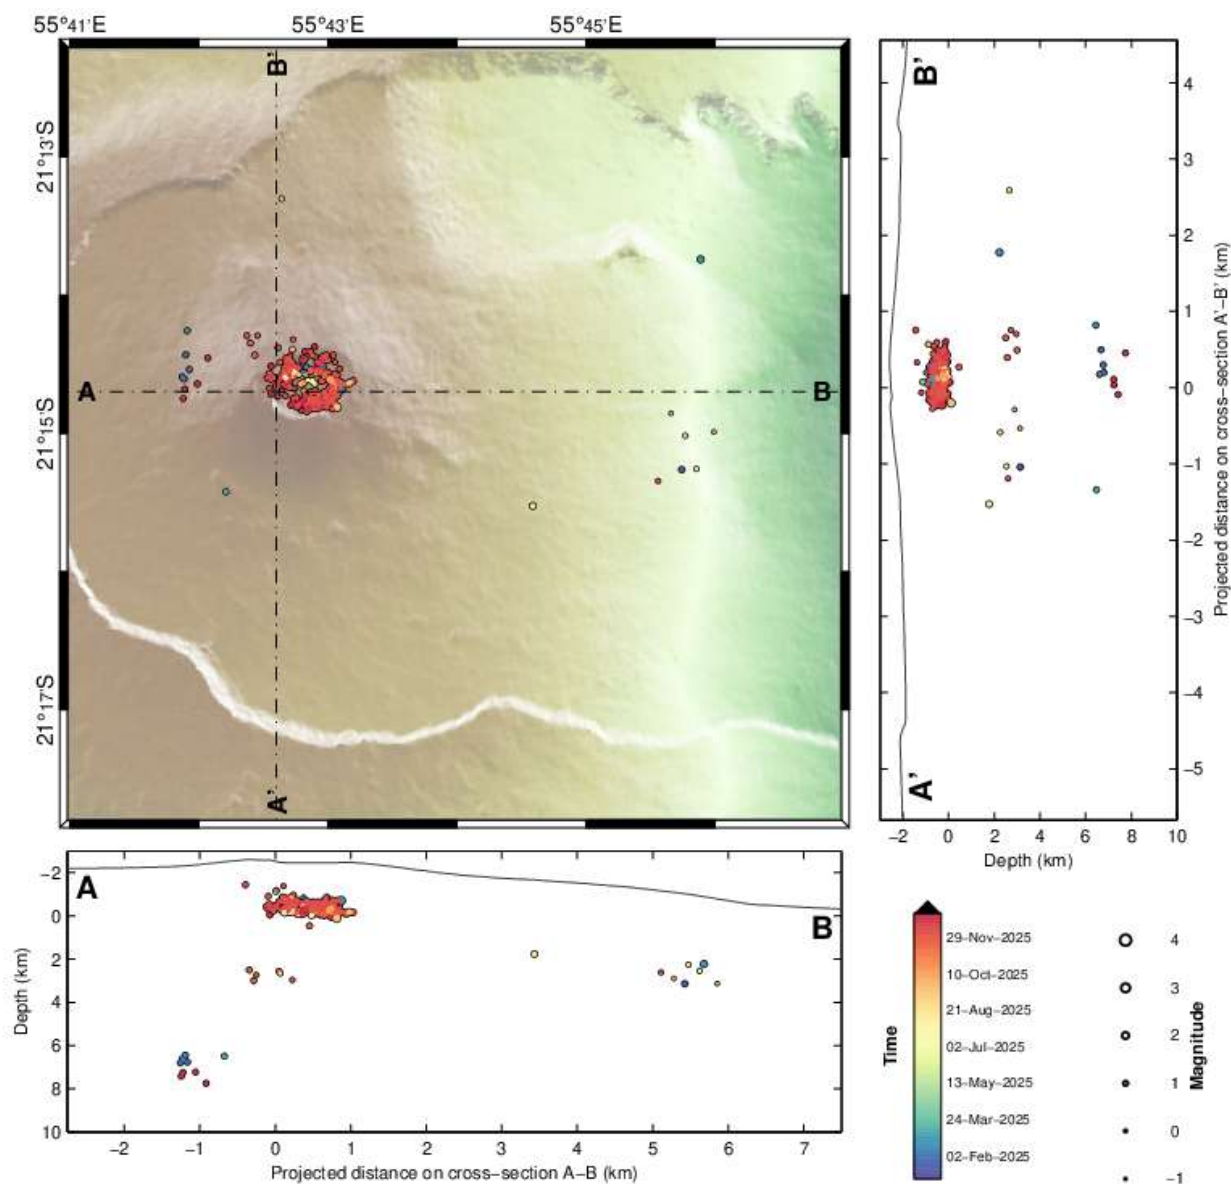 55°41'E 55°43'E 55°45'E
21°13'S
21°15'S
21°17'S
B'
A B
A'
B'
A'
4
3
2
1
0
−1
−2
−3
−4
−5
Projected distance on cross−section A'−B' (km)
−2 0 2 4 6 8 10
Depth (km)
A
B
−2
0
2
4
6
8
10
Depth (km)
−2 −1 0 1 2 3 4 5 6 7
Projected distance on cross−section A−B (km)
Time
29−Nov−2025
10−Oct−2025
21−Aug−2025
02−Jul−2025
13−May−2025
24−Mar−2025
02−Feb−2025
4
3
2
1
0
−1
Magnitude